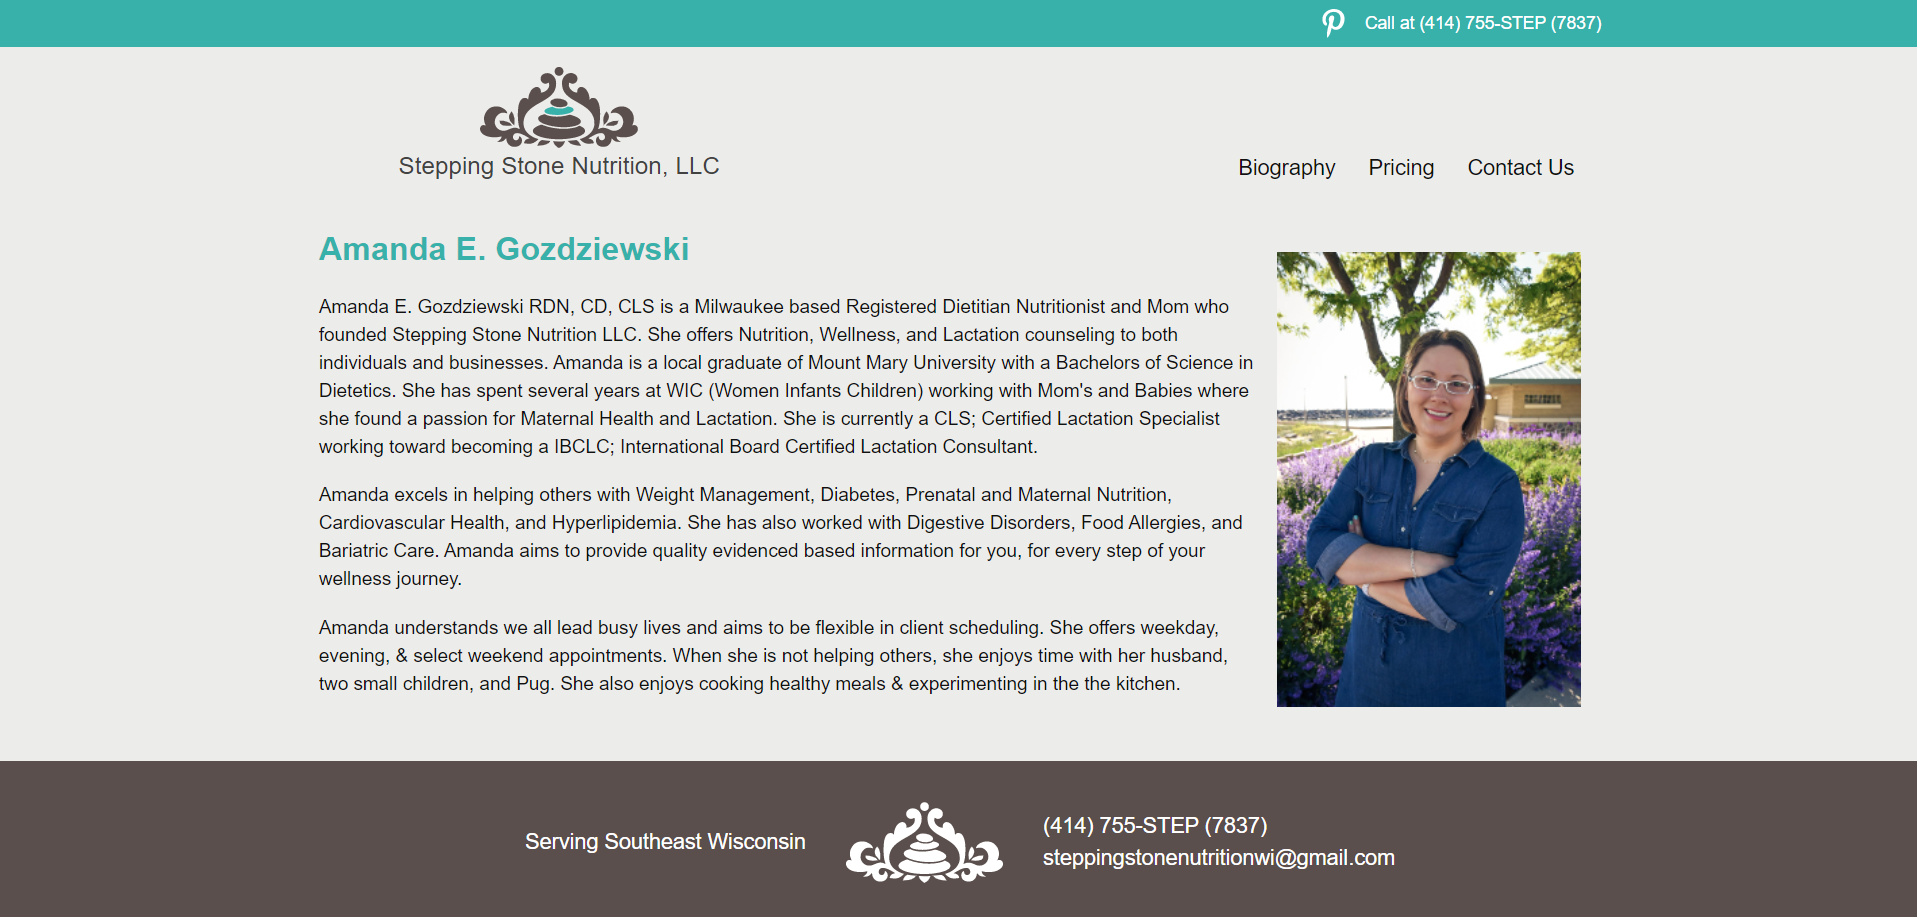 Call at (414) 755-STEP (7837)
Stepping Stone Nutrition, LLC
Biography Pricing Contact Us
Amanda E. Gozdziewski
Amanda E. Gozdziewski RDN, CD, CLS is a Milwaukee based Registered Dietitian Nutritionist and Mom who
founded Stepping Stone Nutrition LLC. She offers Nutrition, Wellness, and Lactation counseling to both
individuals and businesses. Amanda is a local graduate of Mount Mary University with a Bachelors of Science in
Dietetics. She has spent several years at WIC (Women Infants Children) working with Mom's and Babies where
she found a passion for Maternal Health and Lactation. She is currently a CLS; Certified Lactation Specialist
working toward becoming a IBCLC; International Board Certified Lactation Consultant.
Amanda excels in helping others with Weight Management, Diabetes, Prenatal and Maternal Nutrition,
Cardiovascular Health, and Hyperlipidemia. She has also worked with Digestive Disorders, Food Allergies, and
Bariatric Care. Amanda aims to provide quality evidenced based information for you, for every step of your
wellness journey.
Amanda understands we all lead busy lives and aims to be flexible in client scheduling. She offers weekday,
evening, & select weekend appointments. When she is not helping others, she enjoys time with her husband,
two small children, and Pug. She also enjoys cooking healthy meals & experimenting in the the kitchen.
Serving Southeast Wisconsin
(414) 755-STEP (7837)
steppingstonenutritionwi@gmail.com